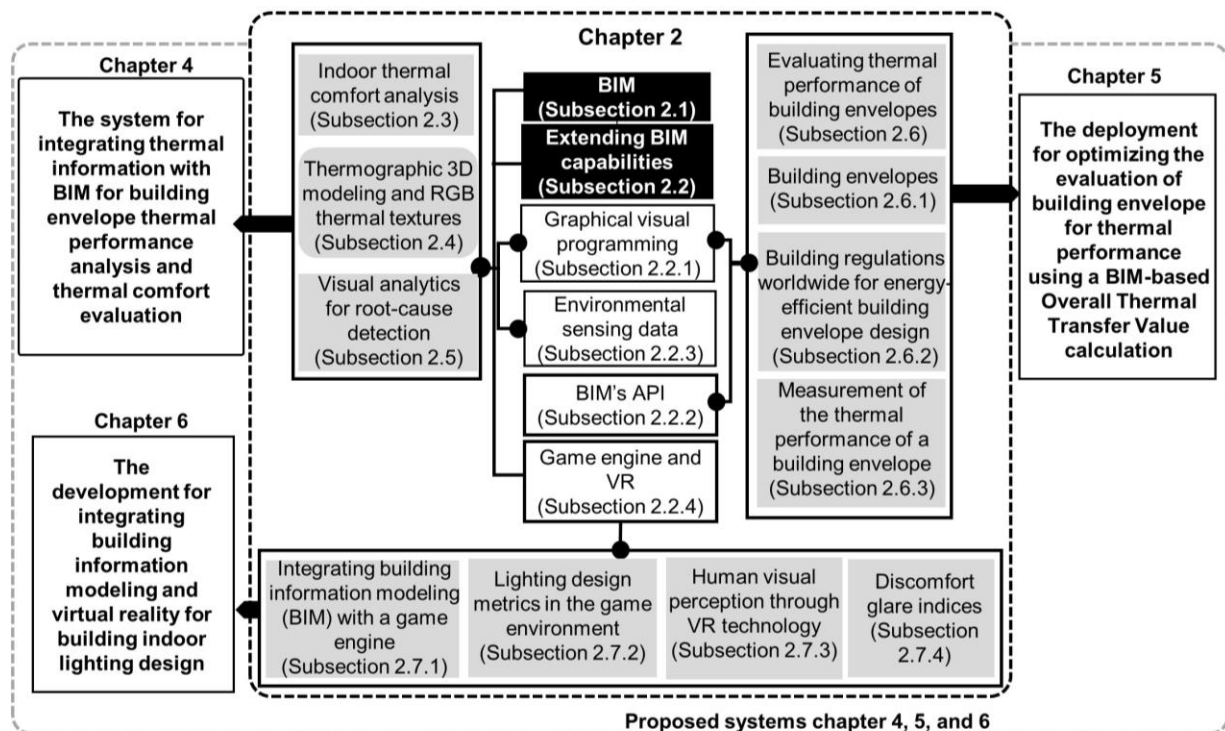 Chapter 2
Chapter 4
The system for
integrating thermal
information with
BIM for building
envelope thermal
performance
analysis and
thermal comfort
evaluation
Chapter 6
The
development for
integrating
building
information
modeling and
virtual reality for
building indoor
lighting design
Indoor thermal
comfort analysis
(Subsection 2.3)
Thermographic 3D
modeling and RGB
thermal textures
(Subsection 2.4)
Visual analytics
for root-cause
detection
(Subsection 2.5)
BIM
(Subsection 2.1)
Extending BIM
capabilities
(Subsection 2.2)
Graphical visual
programming
(Subsection 2.2.1)
Environmental
sensing data
(Subsection 2.2.3)
BIM's API
(Subsection 2.2.2)
Game engine and
VR
(Subsection 2.2.4)
Evaluating thermal
performance of
building envelopes
(Subsection 2.6)
Building envelopes
(Subsection 2.6.1)
Building regulations
worldwide for energy-
efficient building
envelope design
(Subsection 2.6.2)
Measurement of
the thermal
performance of a
building envelope
(Subsection 2.6.3)
Chapter 5
The deployment
for optimizing the
evaluation of
building envelope
for thermal
performance
using a BIM-based
Overall Thermal
Transfer Value
calculation
Integrating building
information modeling
(BIM) with a game
engine
(Subsection 2.7.1)
Lighting design
metrics in the game
environment
(Subsection 2.7.2)
Human visual
perception through
VR technology
(Subsection 2.7.3)
Discomfort
glare indices
(Subsection
2.7.4)
Proposed systems chapter 4, 5, and 6